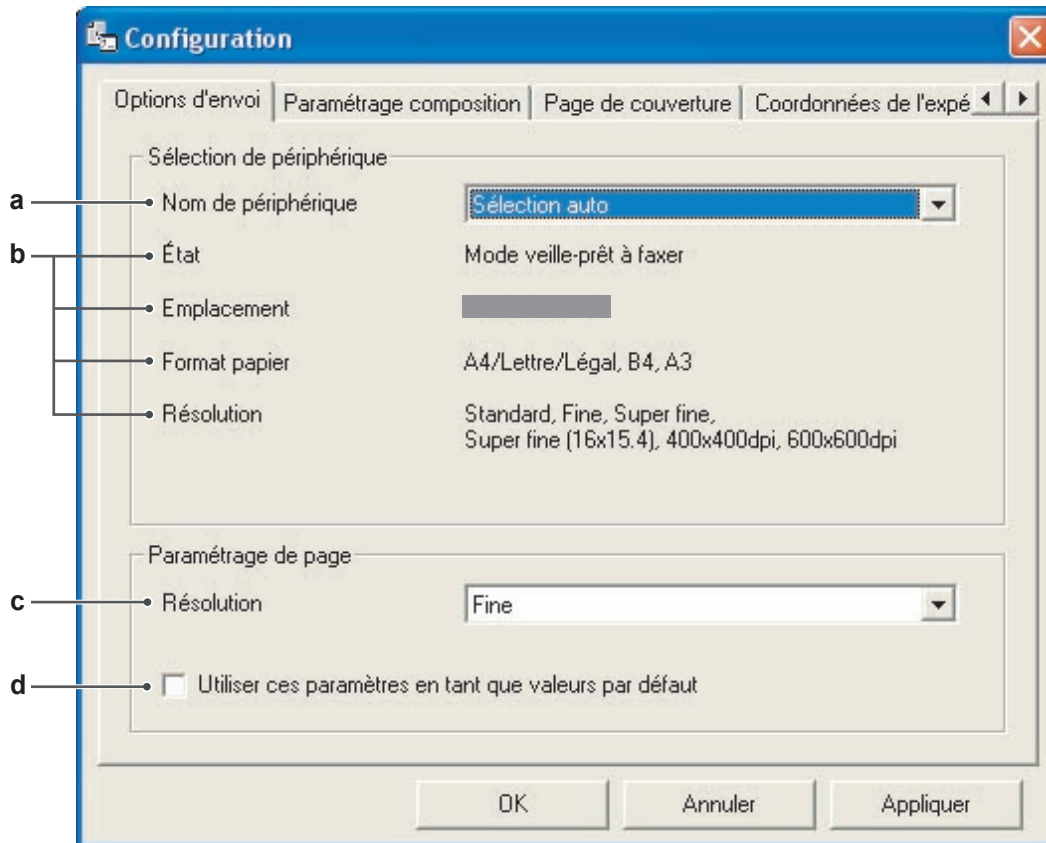 Configuration
Options d'envoi Paramétrage composition Page de couverture Coordonnées de l'expé
Sélection de périphérique
a Nom de périphérique Sélection auto
b État Mode veille-prêt à faxer
Emplacement
Format papier A4/Lettre/Légal, B4, A3
Résolution Standard, Fine, Super fine,
Super fine (16x15.4), 400x400dpi, 600x600dpi
Paramétrage de page
c Résolution Fine
d Utiliser ces paramètres en tant que valeurs par défaut
OK Annuler Appliquer